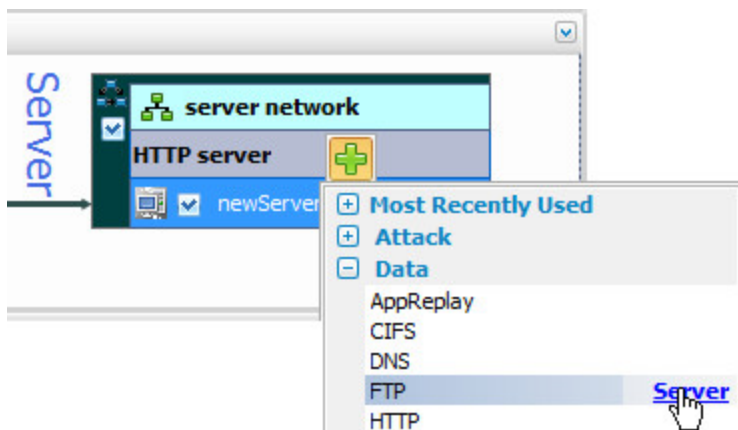 Server
server network
HTTP server
newServer
Most Recently Used
Attack
Data
AppReplay
CIFS
DNS
FTP Server
HTTP